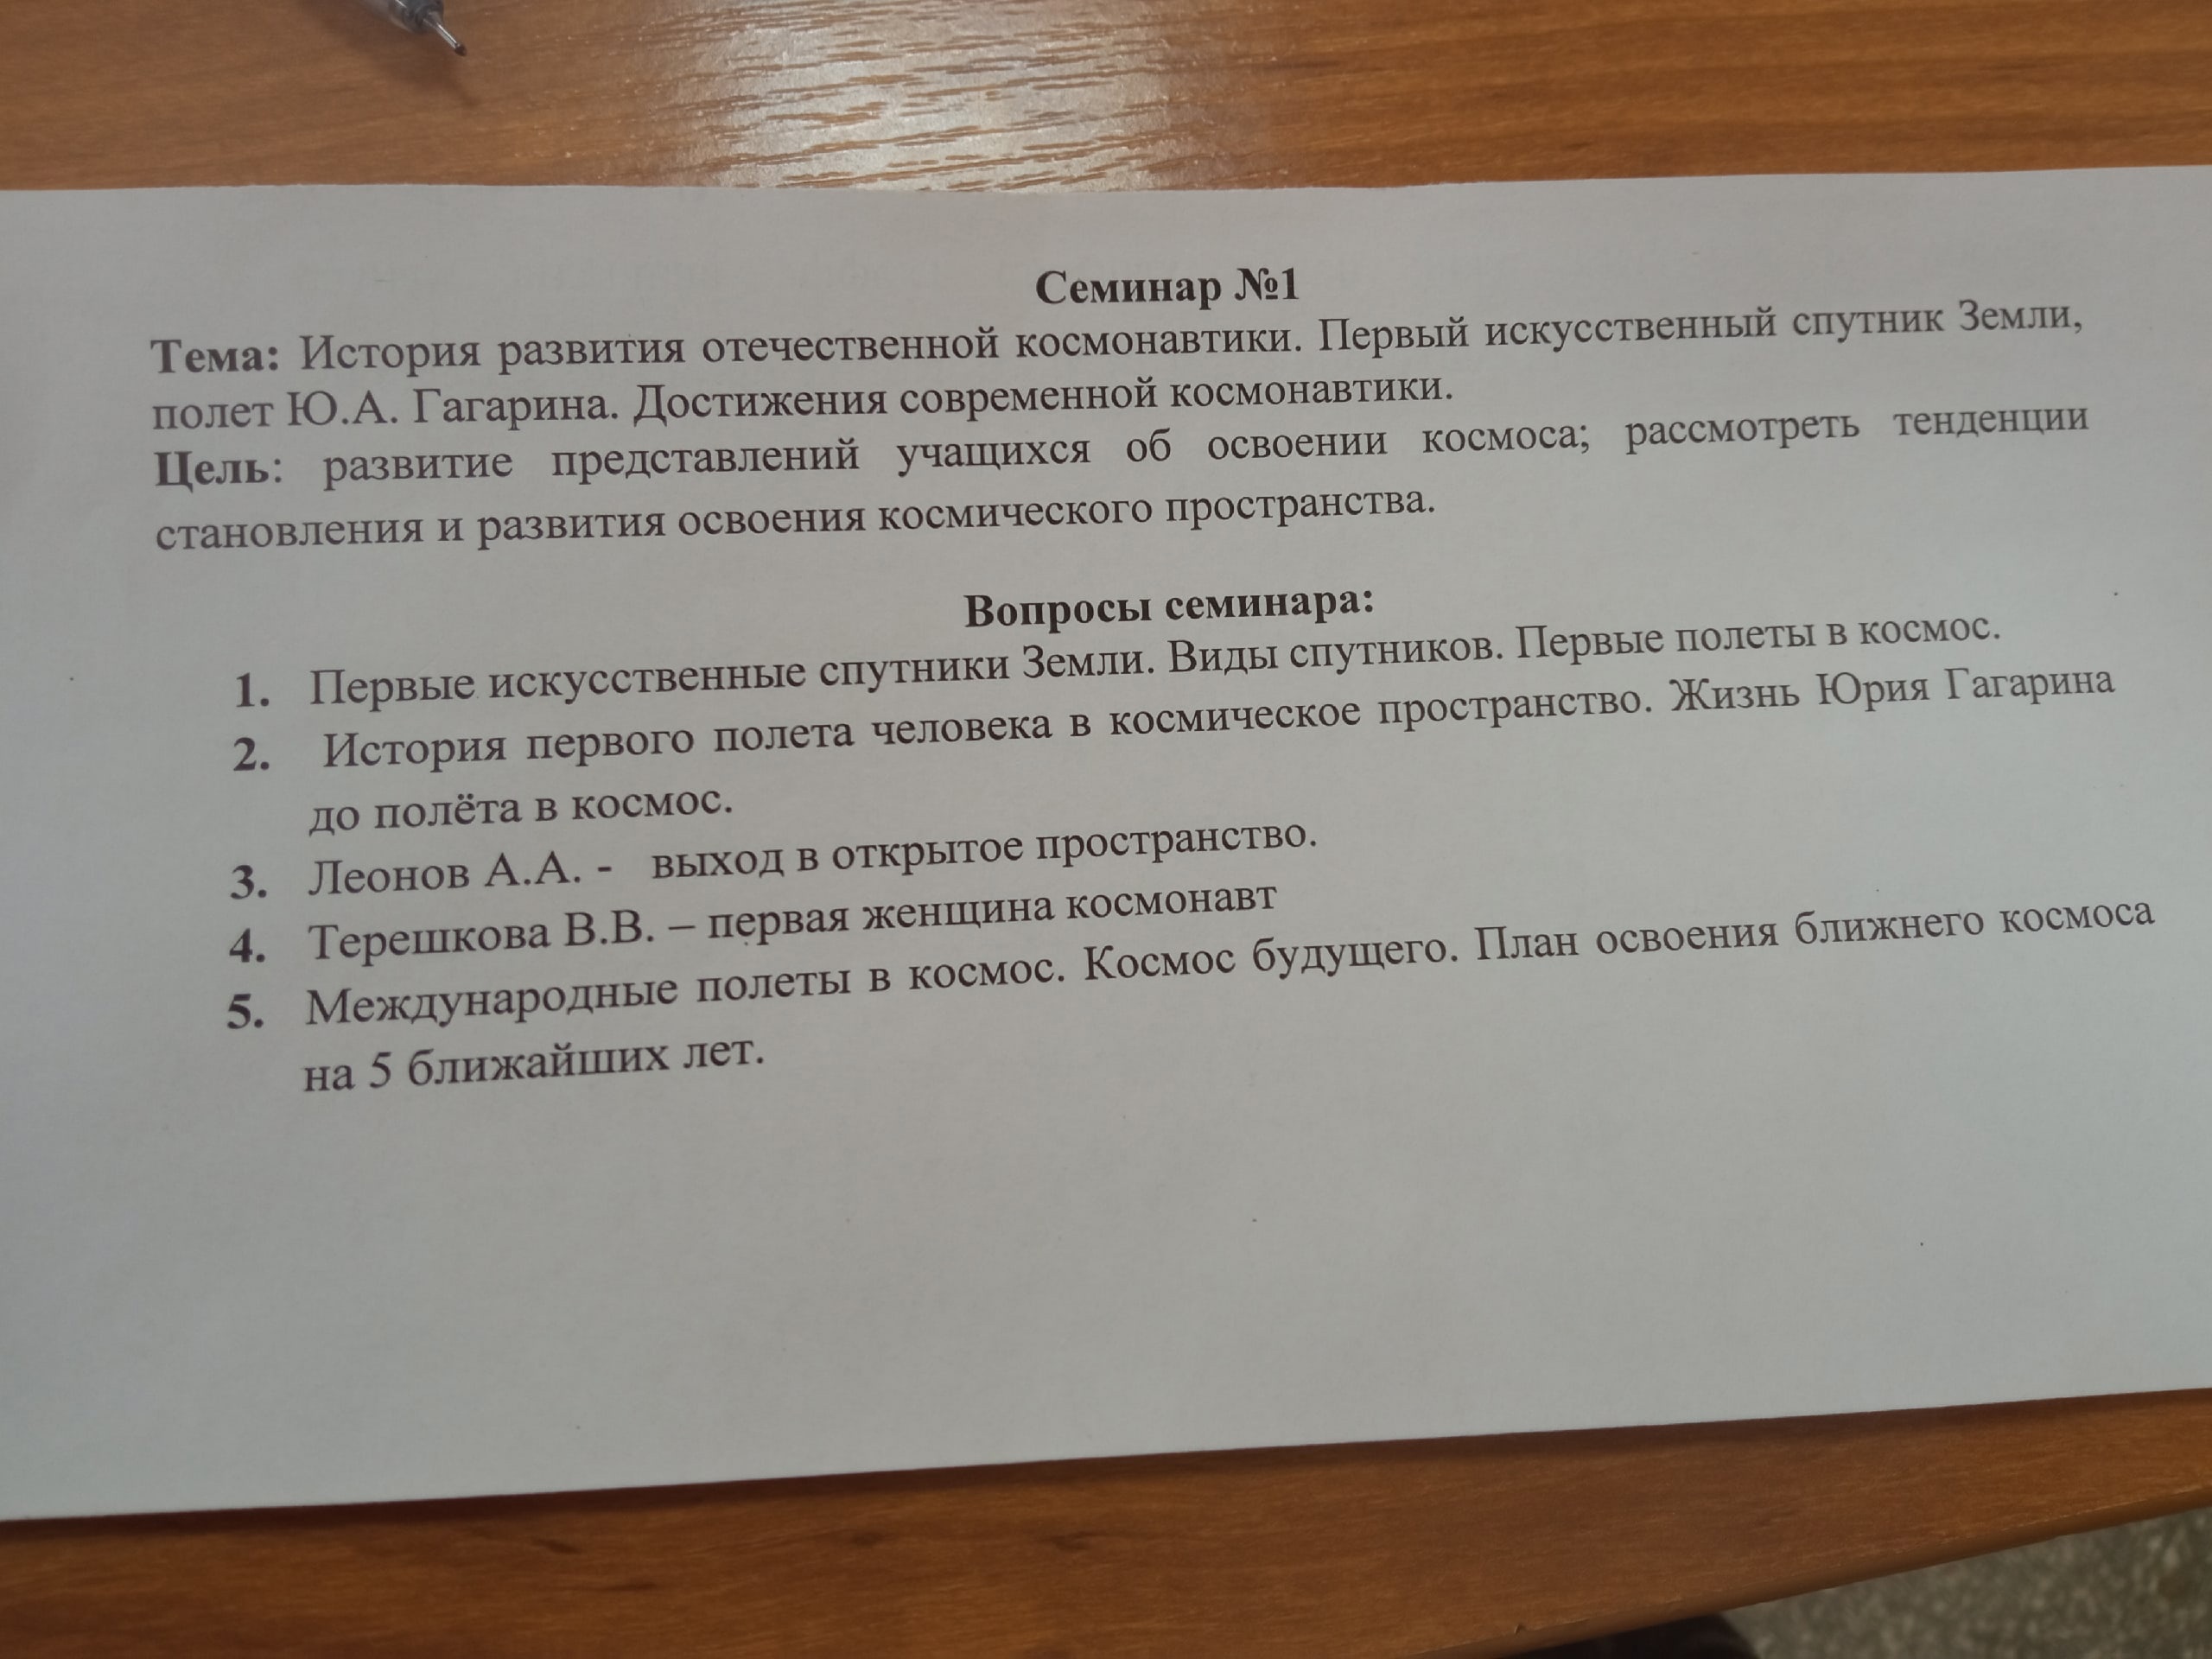 Семинар №1
Тема: История развития отечественной космонавтики. Первый искусственный спутник Земли,
полет Ю.А. Гагарина. Достижения современной космонавтики.
Цель: развитие представлений учащихся об освоении космоса; рассмотреть тенденции
становления и развития освоения космического пространства.
Вопросы семинара:
1. Первые искусственные спутники Земли. Виды спутников. Первые полеты в космос.
2. История первого полета человека в космическое пространство. Жизнь Юрия Гагарина
до полёта в космос.
3. Леонов А.А. - выход в открытое пространство.
4. Терешкова В.В. – первая женщина космонавт
5. Международные полеты в космос. Космос будущего. План освоения ближнего космоса
на 5 ближайших лет.